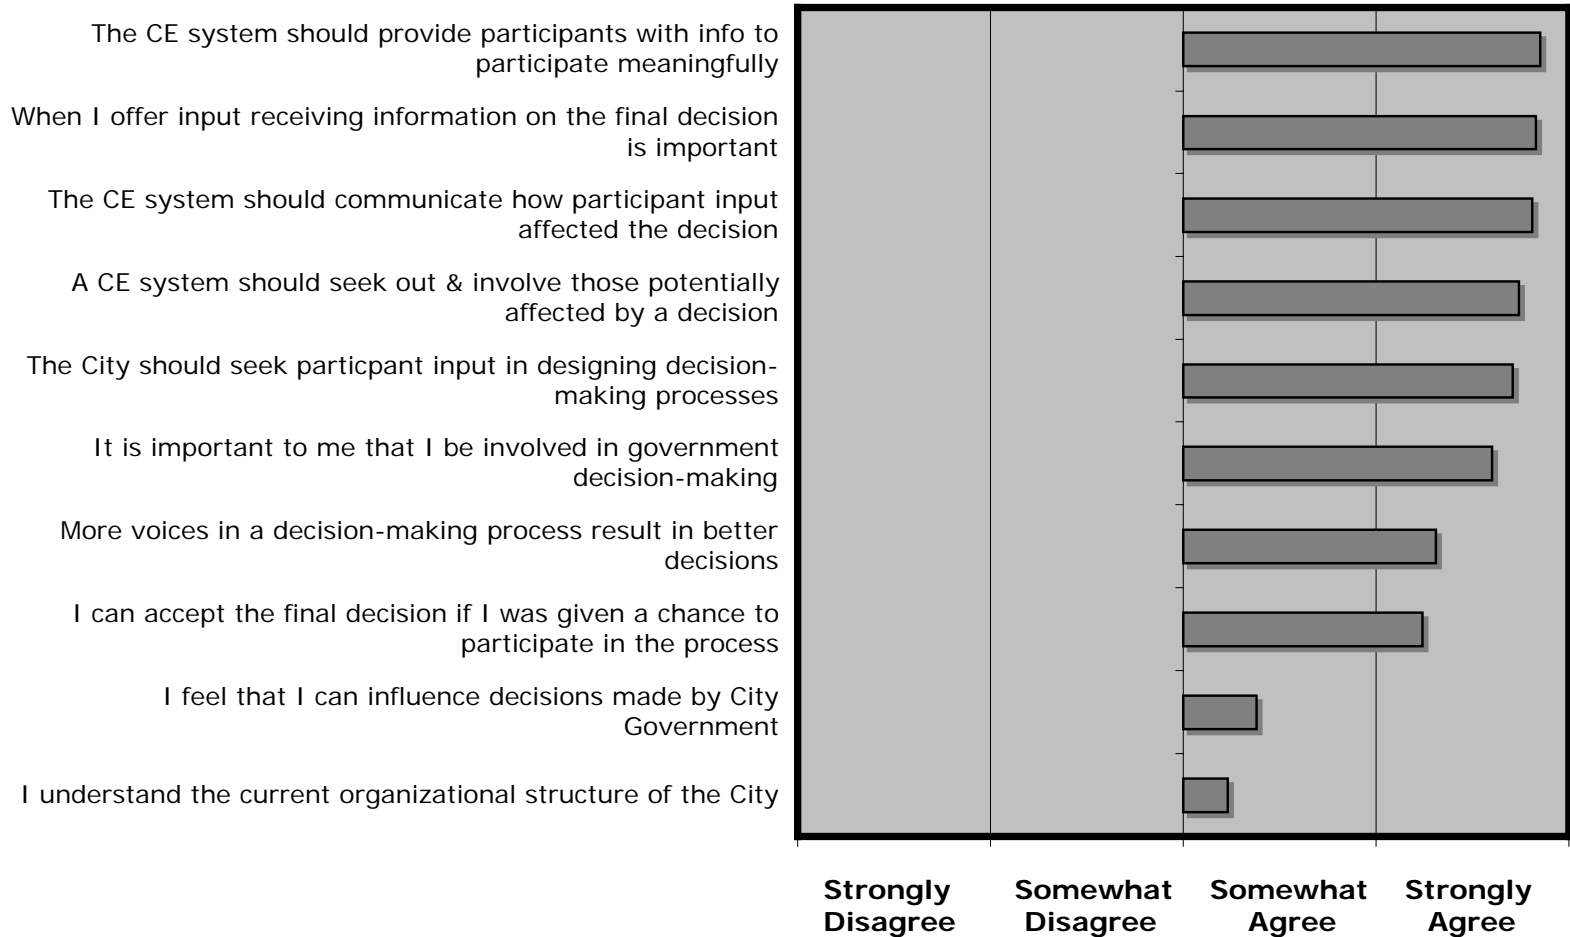 The CE system should provide participants with info to
participate meaningfully
When I offer input receiving information on the final decision
is important
The CE system should communicate how participant input
affected the decision
A CE system should seek out & involve those potentially
affected by a decision
The City should seek particpant input in designing decision-
making processes
It is important to me that I be involved in government
decision-making
More voices in a decision-making process result in better
decisions
I can accept the final decision if I was given a chance to
participate in the process
I feel that I can influence decisions made by City
Government
I understand the current organizational structure of the City
Strongly
Disagree
Somewhat
Disagree
Somewhat
Agree
Strongly
Agree